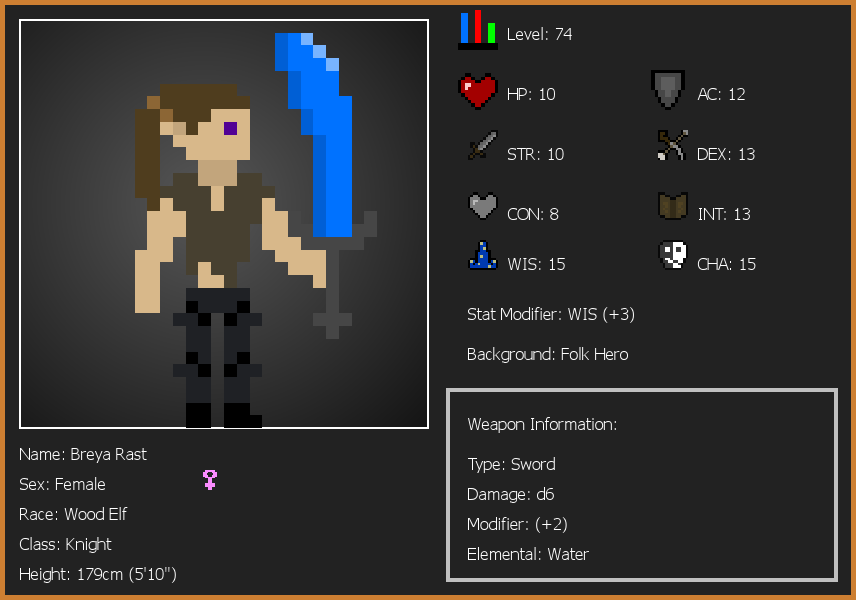 Level: 74
HP: 10
AC: 12
STR: 10
DEX: 13
CON: 8
INT: 13
WIS: 15
CHA: 15
Stat Modifier: WIS (+3)
Background: Folk Hero
Weapon Information:
Type: Sword
Damage: d6
Modifier: (+2)
Elemental: Water
Name: Breya Rast
Sex: Female
Race: Wood Elf
Class: Knight
Height: 179cm (5'10")